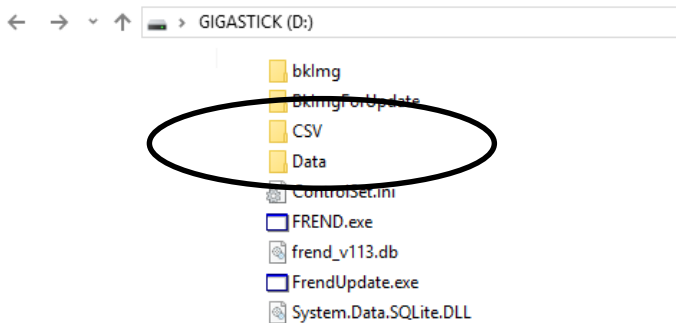 GIGASTICK (D:)
bkImg
BkImgForUpdate
CSV
Data
ControlSet.ini
FREND.exe
frend_v113.db
FrendUpdate.exe
System.Data.SQLite.DLL